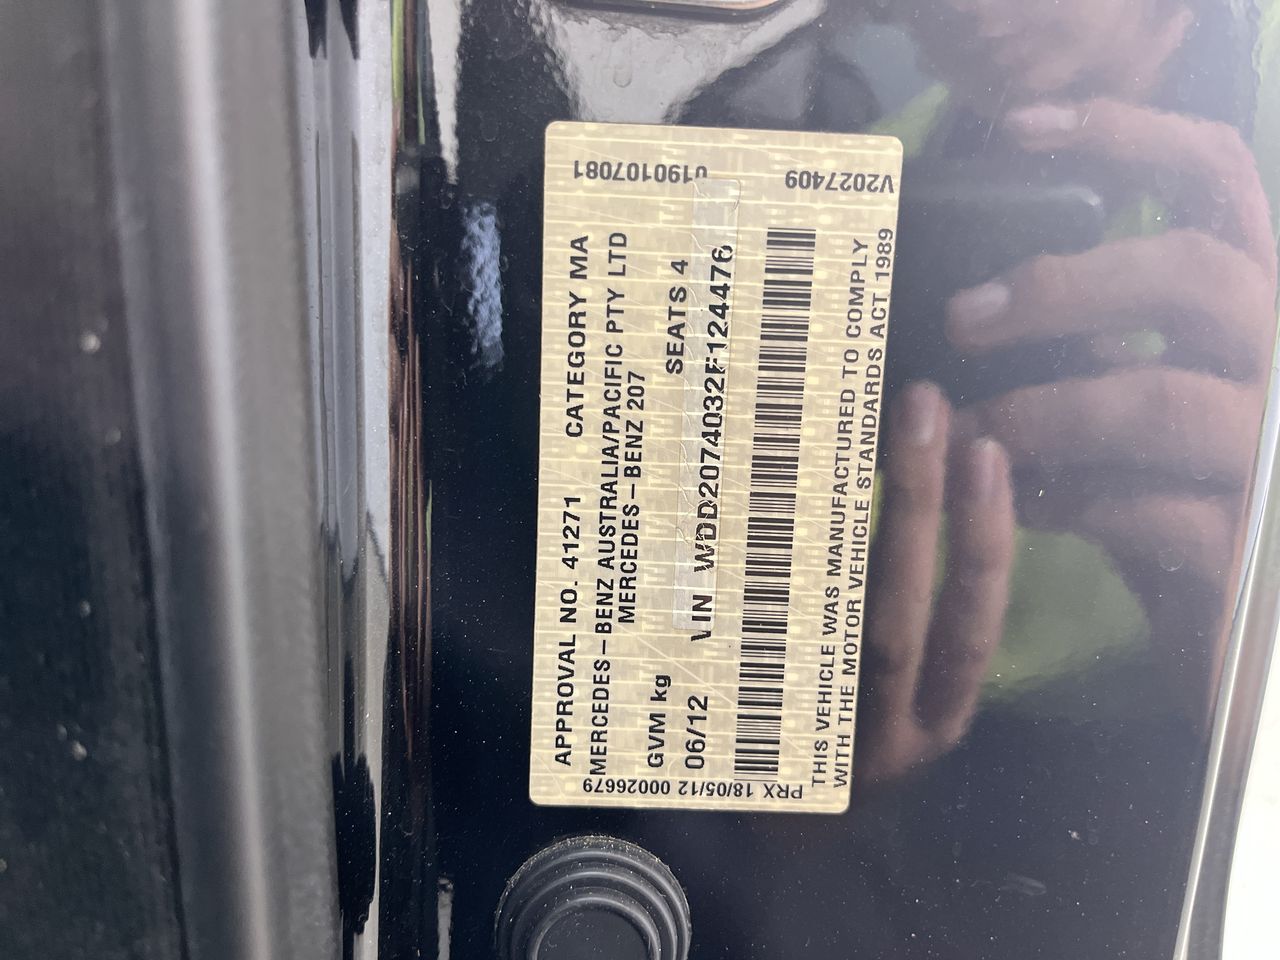 APPROVAL NO. 41271 CATEGORY MA
MERCEDES-BENZ AUSTRALIA/PACIFIC PTY LTD
MERCEDES-BENZ 207
GVM kg SEATS 4
06/12 VIN WDD2074032F124476
THIS VEHICLE WAS MANUFACTURED TO COMPLY
WITH THE MOTOR VEHICLE STANDARDS ACT 1989
PRX 18/05/12 00026679
V2027409 0190107081